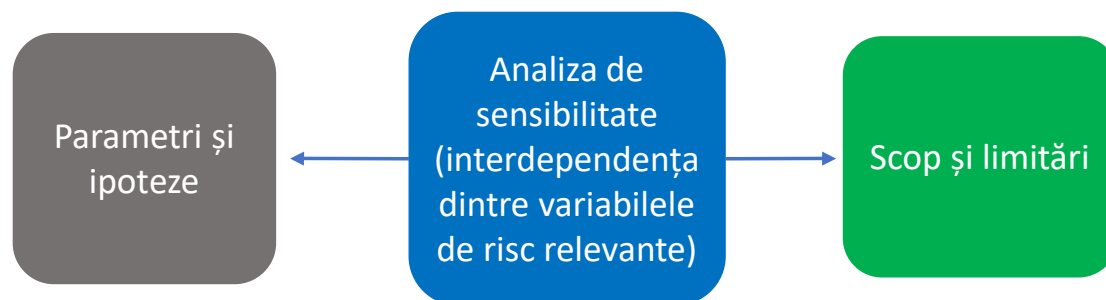 Parametri și
ipoteze
Analiza de
sensibilitate
(interdependența
dintre variabilele
de risc relevante)
Scop și limitări